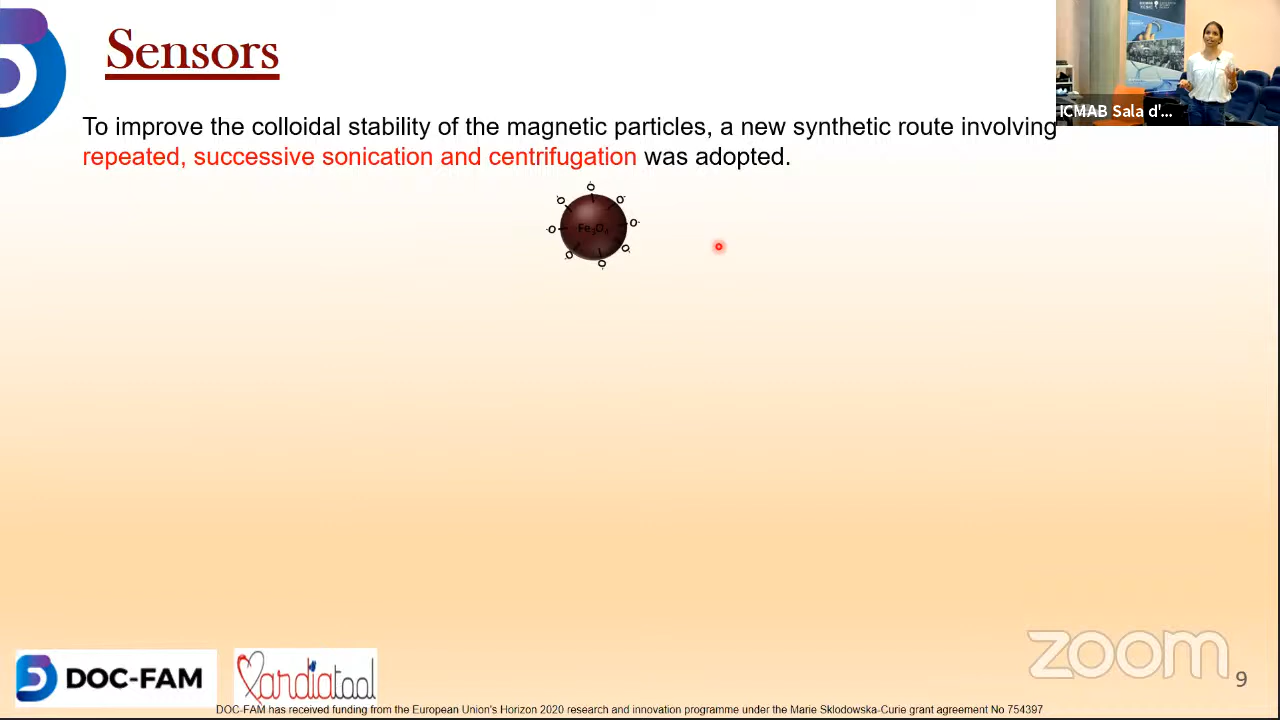 Sensors
ICMAB Sala d'...
To improve the colloidal stability of the magnetic particles, a new synthetic route involving
repeated, successive sonication and centrifugation was adopted.
O O O O O O O O
Fe3O4
zoom
DOC-FAM
Kardiatool
9
DOC-FAM has received funding from the European Union's Horizon 2020 research and innovation programme under the Marie Sklodowska-Curie grant agreement No 754397